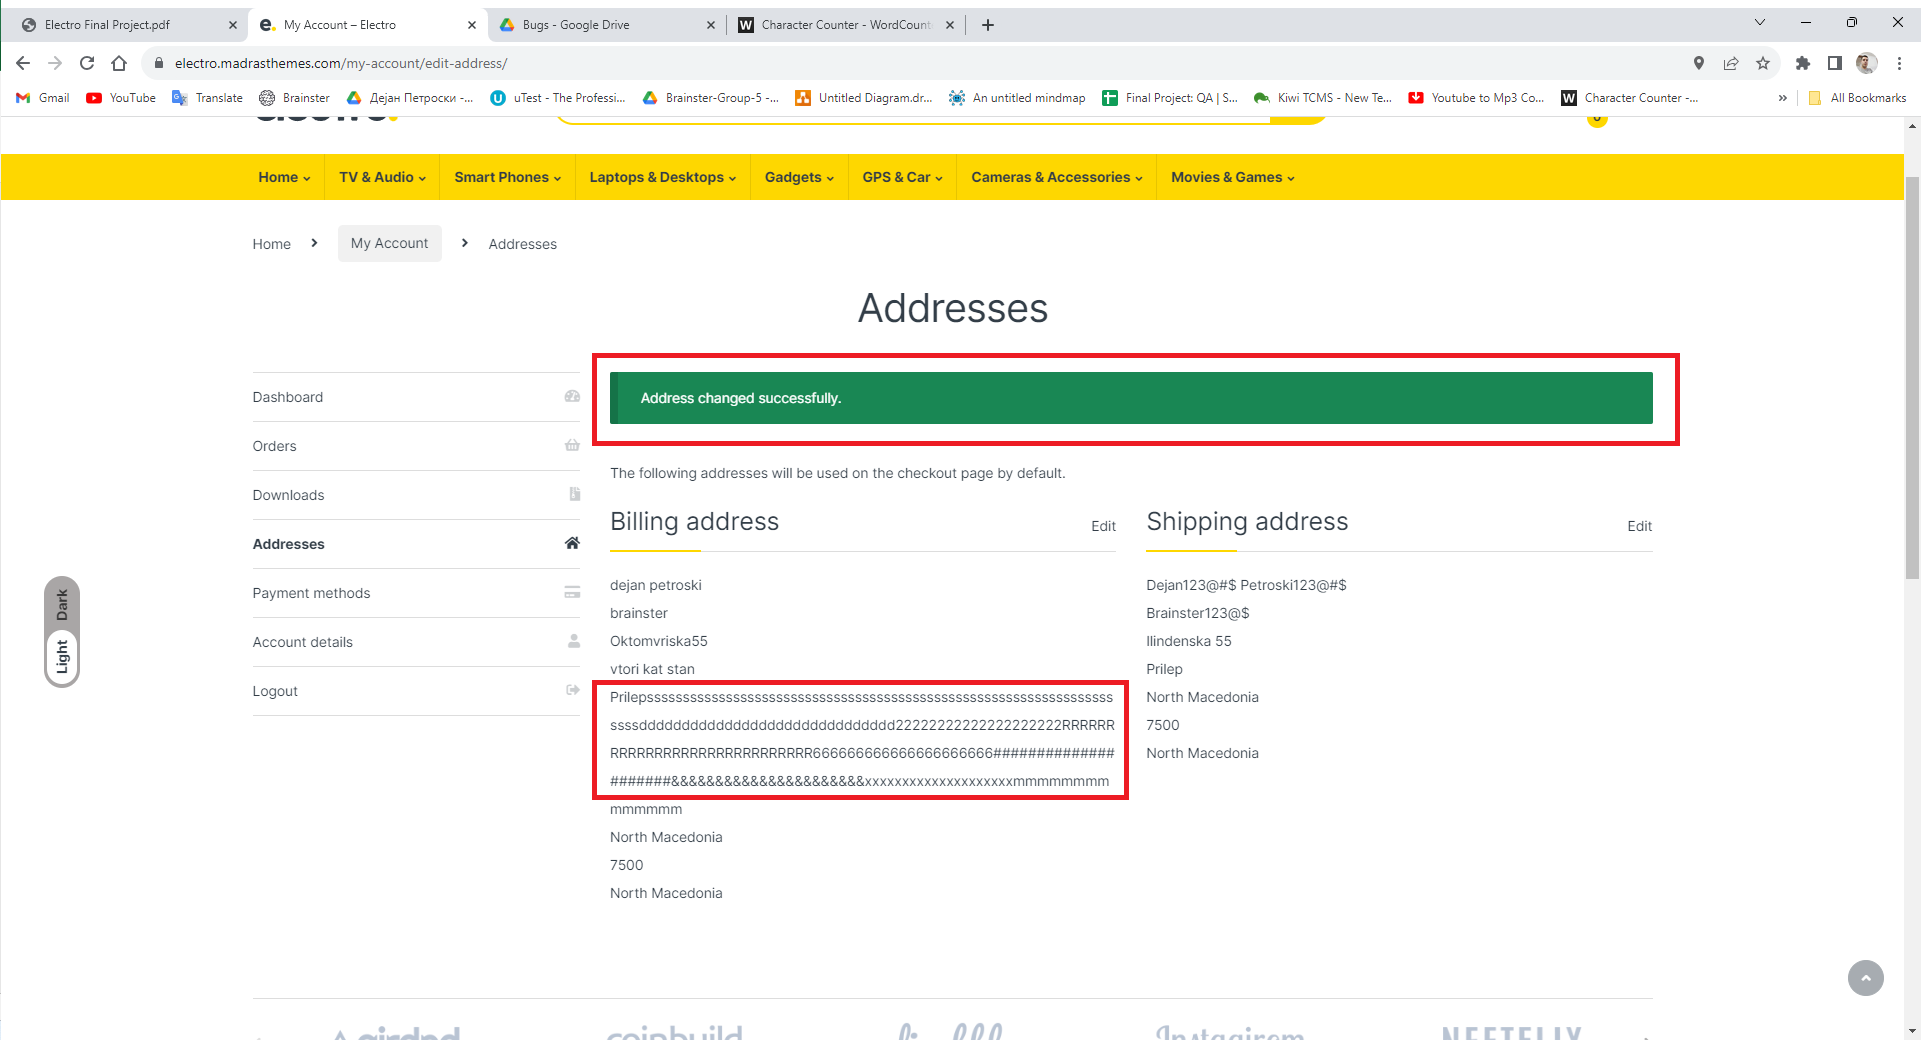 Electro Final Project.pdf
My Account – Electro
Bugs - Google Drive
Character Counter - WordCount
electro.madrasthemes.com/my-account/edit-address/
Gmail
YouTube
Translate
Brainster
Дејан Петроски -...
uTest - The Professi...
Brainster-Group-5 -...
Untitled Diagram.dr...
An untitled mindmap
Final Project: QA | S...
Kiwi TCMS - New Te...
Youtube to Mp3 Co...
Character Counter -...
All Bookmarks
Home
TV & Audio
Smart Phones
Laptops & Desktops
Gadgets
GPS & Car
Cameras & Accessories
Movies & Games
Home
My Account
Addresses
Addresses
Dashboard
Orders
Downloads
Addresses
Payment methods
Account details
Logout
Dark
Light
Address changed successfully.
The following addresses will be used on the checkout page by default.
Billing address
Edit
dejan petroski
brainster
Oktomvriska55
vtori kat stan
mmmmmm
North Macedonia
7500
North Macedonia
Shipping address
Edit
Dejan123@#$ Petroski123@#$
Brainster123@$
Ilindenska 55
Prilep
North Macedonia
7500
North Macedonia